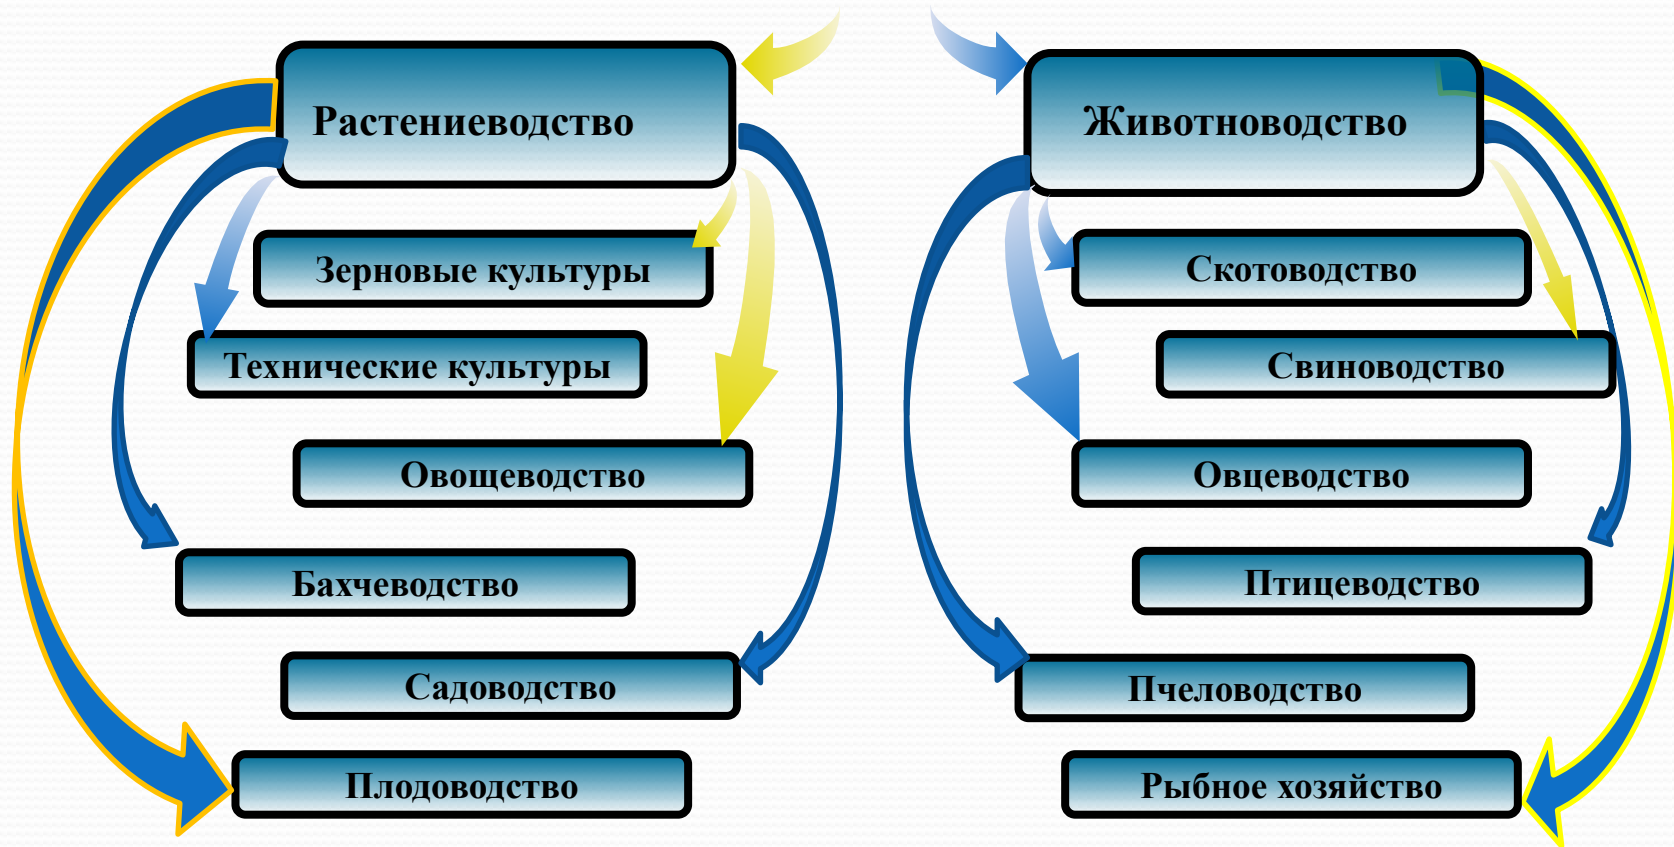 Растениеводство
Зерновые культуры
Технические культуры
Овощеводство
Бахчеводство
Садоводство
Плодоводство
Животноводство
Скотоводство
Свиноводство
Овцеводство
Птицеводство
Пчеловодство
Рыбное хозяйство